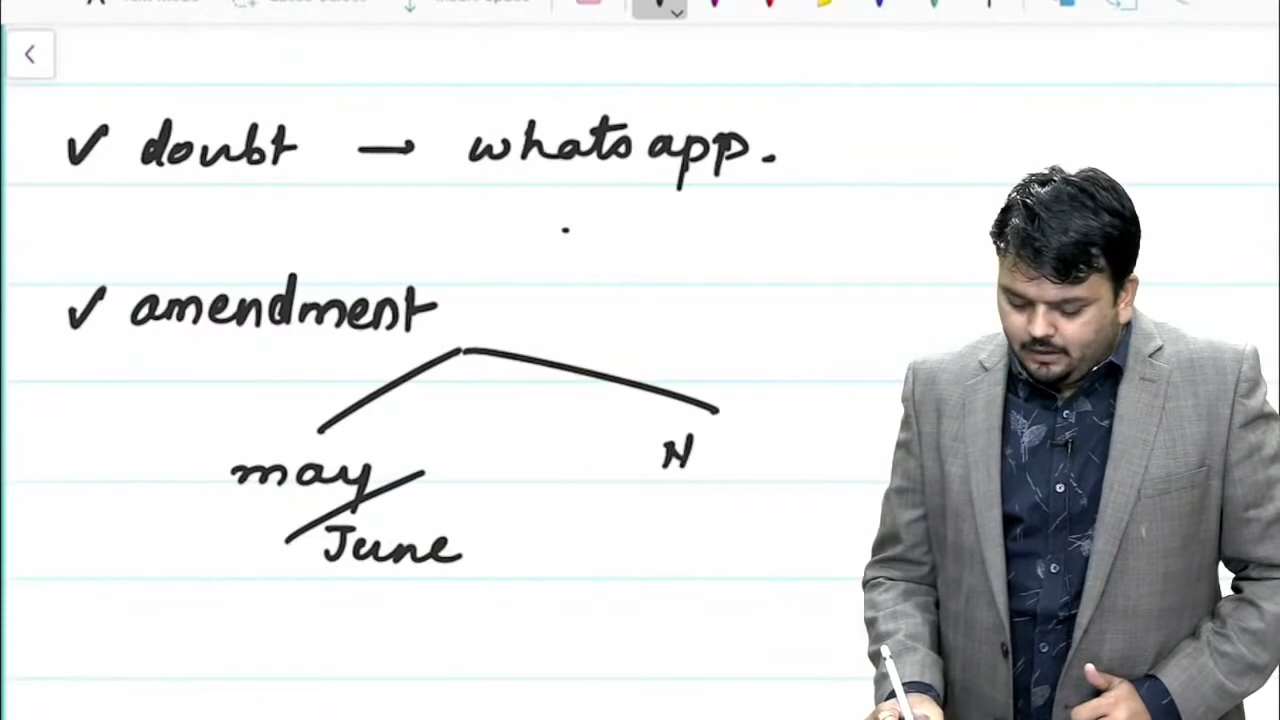 ✓ doubt → whatsapp.
✓ amendment
may / June
N